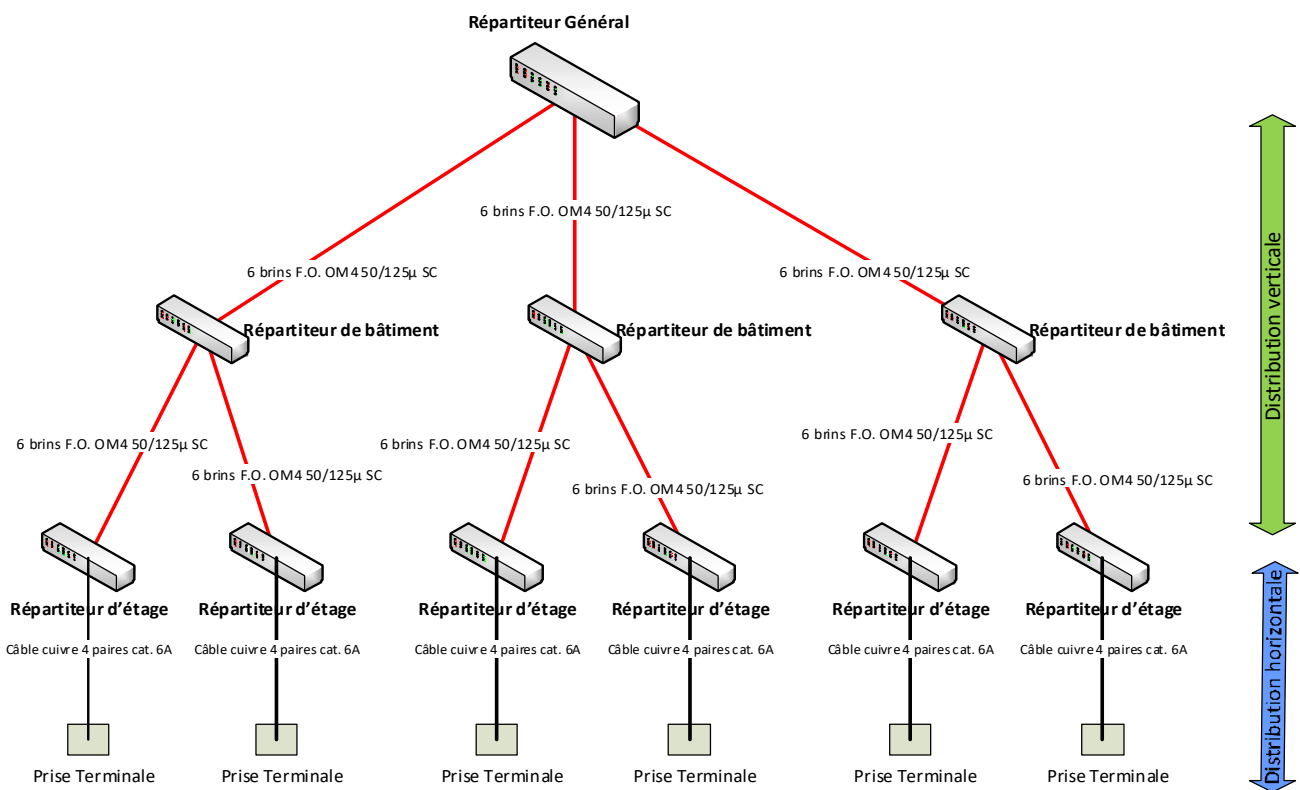 Répartiteur Général
6 brins F.O. OM4 50/125µ SC
6 brins F.O. OM4 50/125µ SC
6 brins F.O. OM4 50/125µ SC
Répartiteur de bâtiment
Répartiteur de bâtiment
Répartiteur de bâtiment
Distribution verticale
6 brins F.O. OM4 50/125µ SC
6 brins F.O. OM4 50/125µ SC
6 brins F.O. OM4 50/125µ SC
6 brins F.O. OM4 50/125µ SC
6 brins F.O. OM4 50/125µ SC
6 brins F.O. OM4 50/125µ SC
Répartiteur d’étage
Répartiteur d’étage
Répartiteur d’étage
Répartiteur d’étage
Répartiteur d’étage
Répartiteur d’étage
Câble cuivre 4 paires cat. 6A
Câble cuivre 4 paires cat. 6A
Câble cuivre 4 paires cat. 6A
Câble cuivre 4 paires cat. 6A
Câble cuivre 4 paires cat. 6A
Câble cuivre 4 paires cat. 6A
Distribution horizontale
Prise Terminale
Prise Terminale
Prise Terminale
Prise Terminale
Prise Terminale
Prise Terminale